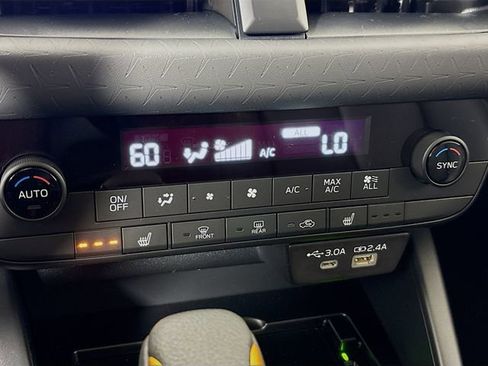 ALL
60 A/C LO
AUTO
SYNC
ON/
OFF
A/C
MAX
A/C
ALL
FRONT
REAR
3.0A
2.4A